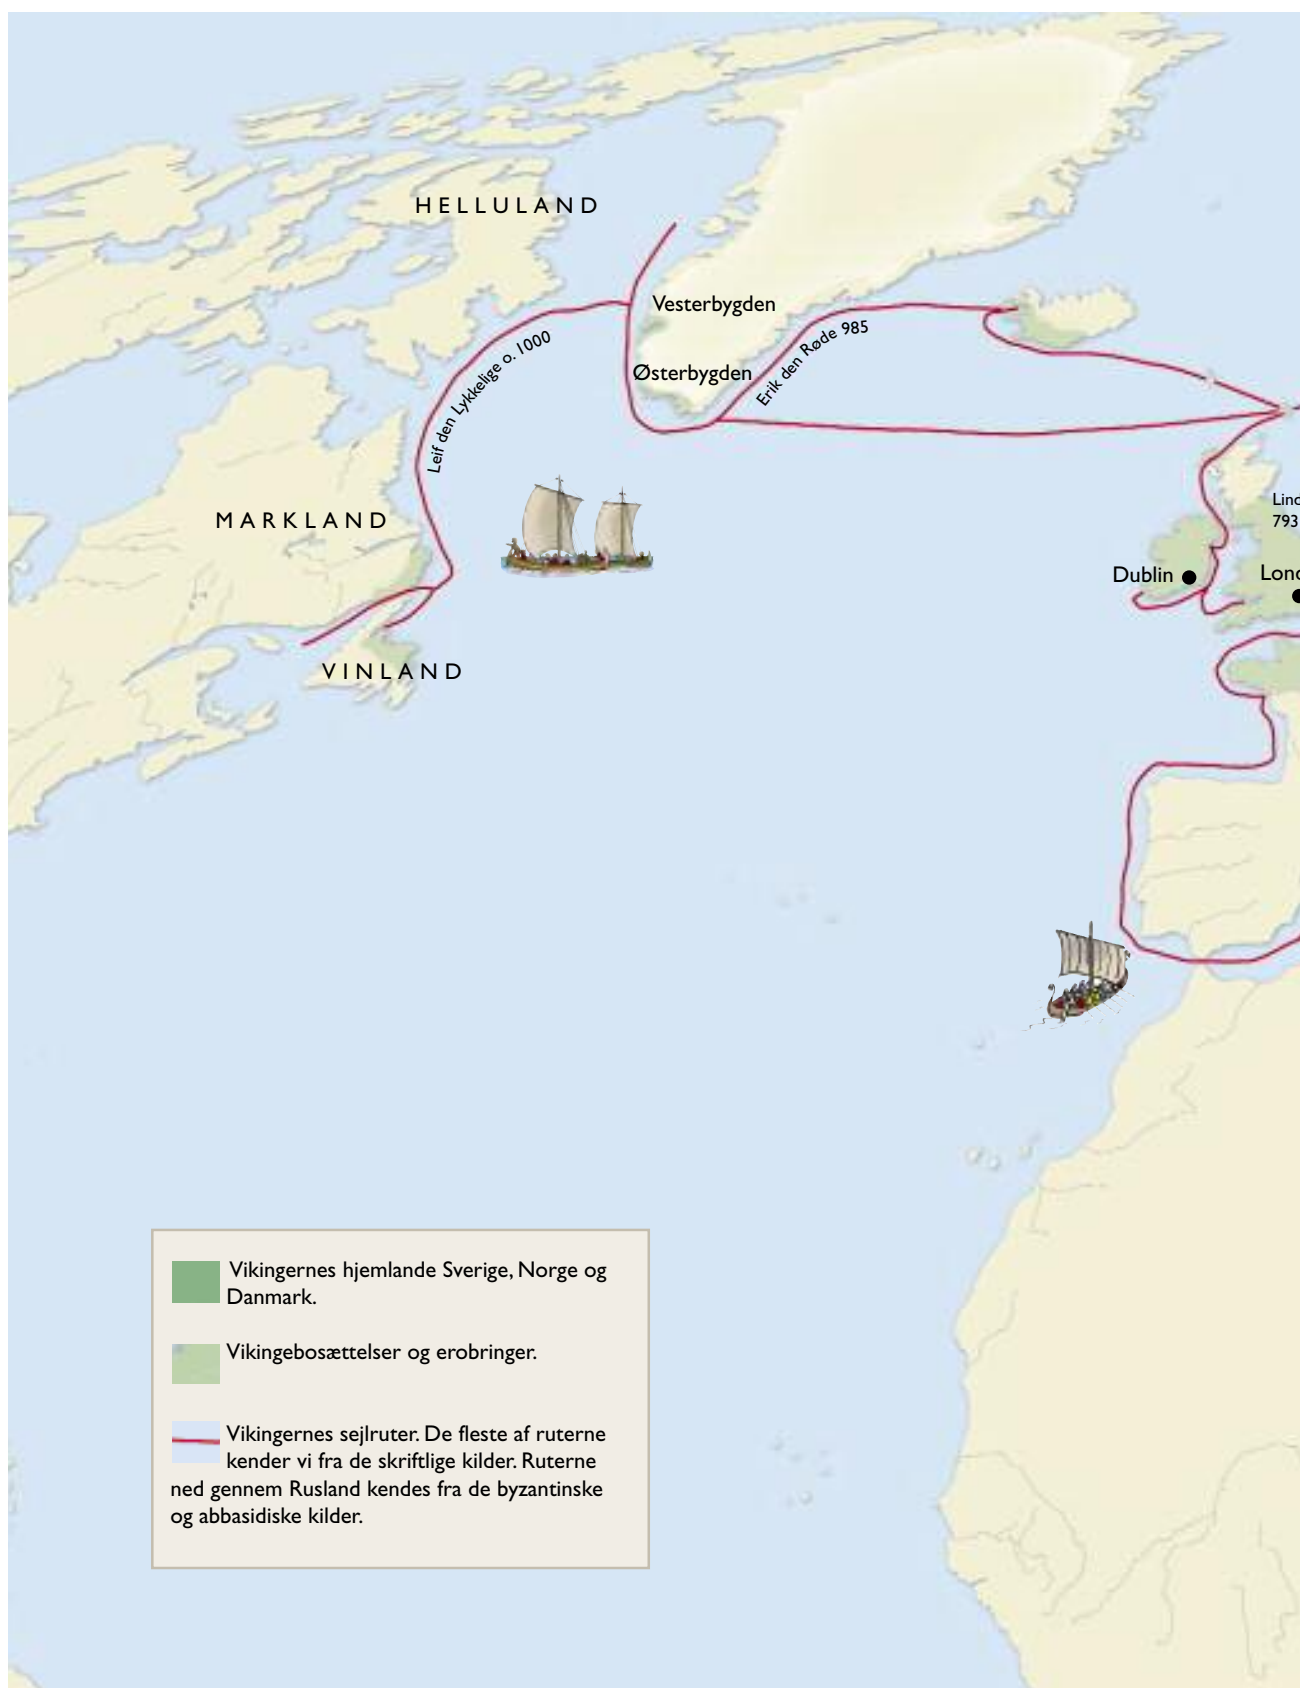 HELLULAND
Vesterbygden
Leif den Lykkelige o. 1000
Erik den Røde 985
Østerbygden
MARKLAND
793
Dublin
VINLAND
Vikingernes hjemlande Sverige, Norge og
Danmark.
Vikingebosættelser og erobringer.
Vikingernes sejlruter. De fleste af ruterne
kender vi fra de skriftlige kilder. Ruterne
ned gennem Rusland kendes fra de byzantinske
og abbasidiske kilder.